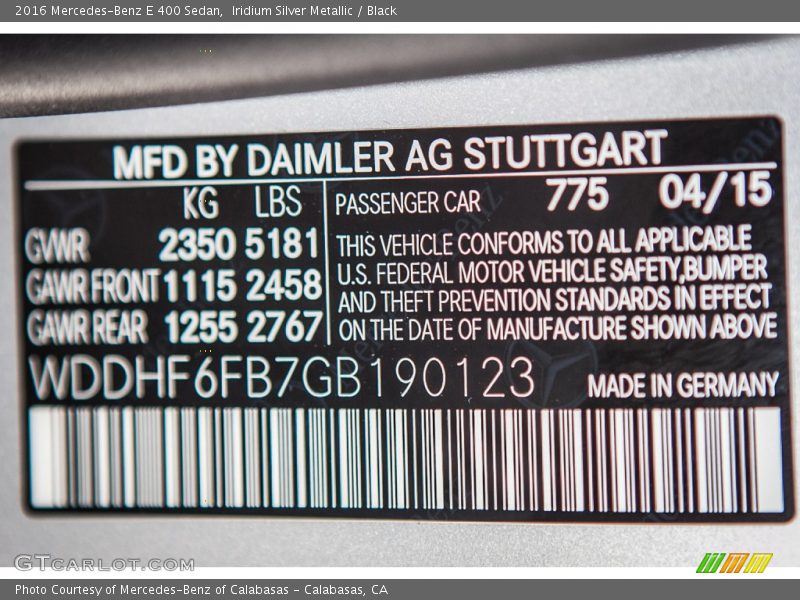 2016 Mercedes-Benz E 400 Sedan, Iridium Silver Metallic / Black
MFD BY DAIMLER AG STUTTGART
KG LBS
GVWR 2350 5181
GAWR FRONT 1115 2458
GAWR REAR 1255 2767
PASSENGER CAR 775 04/15
THIS VEHICLE CONFORMS TO ALL APPLICABLE
U.S. FEDERAL MOTOR VEHICLE SAFETY,BUMPER
AND THEFT PREVENTION STANDARDS IN EFFECT
ON THE DATE OF MANUFACTURE SHOWN ABOVE
WDDHF6FB7GB190123
MADE IN GERMANY
GTcarlot.com
Photo Courtesy of Mercedes-Benz of Calabasas - Calabasas, CA